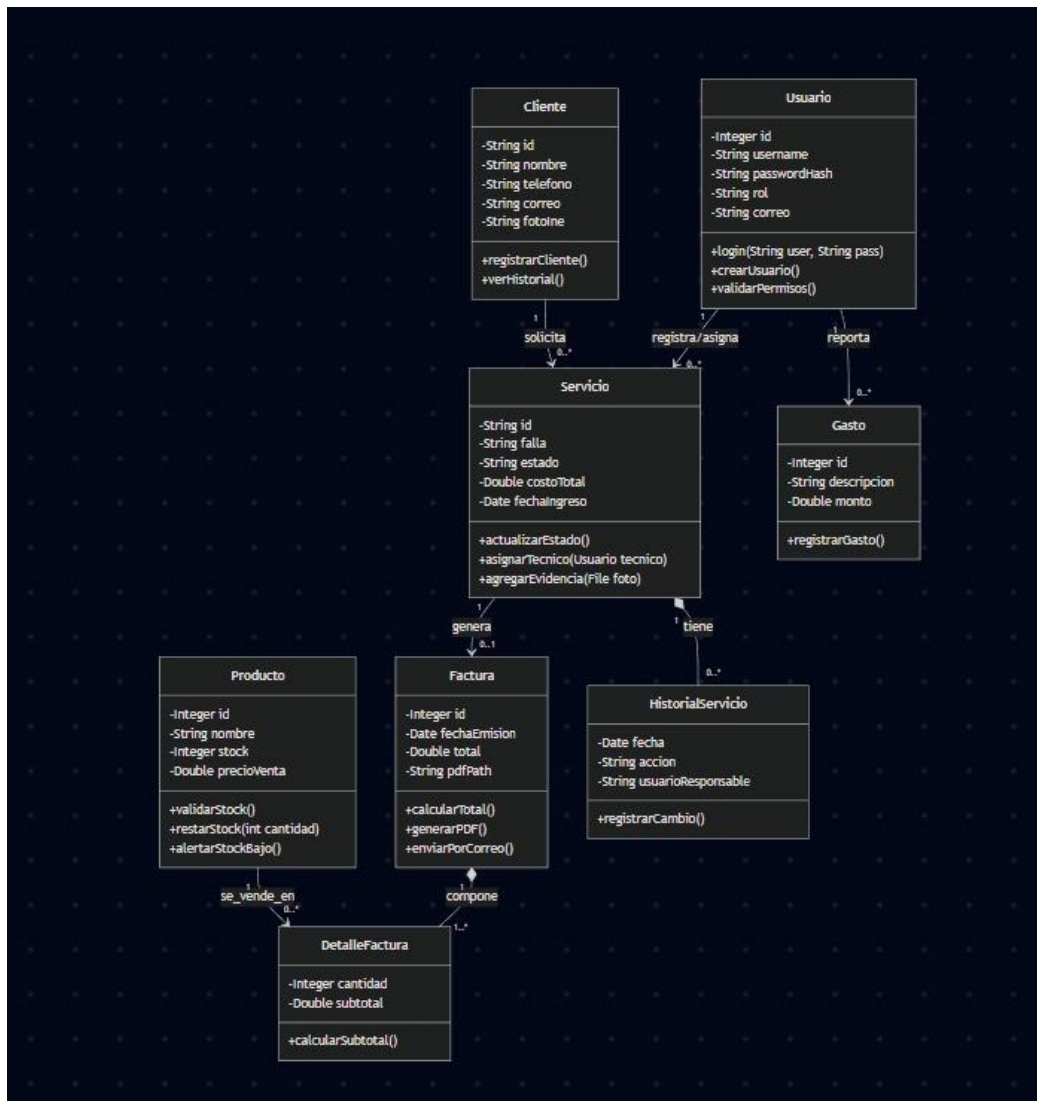 Cliente
-String id
-String nombre
-String telefono
-String correo
-String fotoIne
+registrarCliente()
+verHistorial()
Usuario
-Integer id
-String username
-String passwordHash
-String rol
-String correo
+login(String user, String pass)
+crearUsuario()
+validarPermisos()
1
solicita
0..*
1
registra/asigna
0..*
1
reporta
0..*
Servicio
-String id
-String falla
-String estado
-Double costoTotal
-Date fechaIngreso
+actualizarEstado()
+asignarTecnico(Usuario tecnico)
+agregarEvidencia(File foto)
Gasto
-Integer id
-String descripcion
-Double monto
+registrarGasto()
1
genera
0..1
1
tiene
0..*
Producto
-Integer id
-String nombre
-Integer stock
-Double precioVenta
+validarStock()
+restarStock(int cantidad)
+alertarStockBajo()
Factura
-Integer id
-Date fechaEmision
-Double total
-String pdfPath
+calcularTotal()
+generarPDF()
+enviarPorCorreo()
HistorialServicio
-Date fecha
-String accion
-String usuarioResponsable
+registrarCambio()
1
se_vende_en
0..*
1
compone
1..*
DetalleFactura
-Integer cantidad
-Double subtotal
+calcularSubtotal()